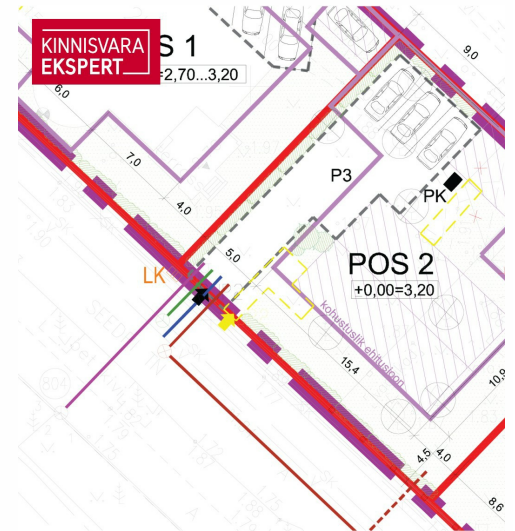 KINNISVARA
EKSPERT
S 1
=2,70...3,20
9.0
6.0
7,0
4,0
P3
PK
5,0
LK
POS 2
+0,00=3,20
kohustuslik ehitusjoon
15,4
10,9
4,5
4,0
8,6